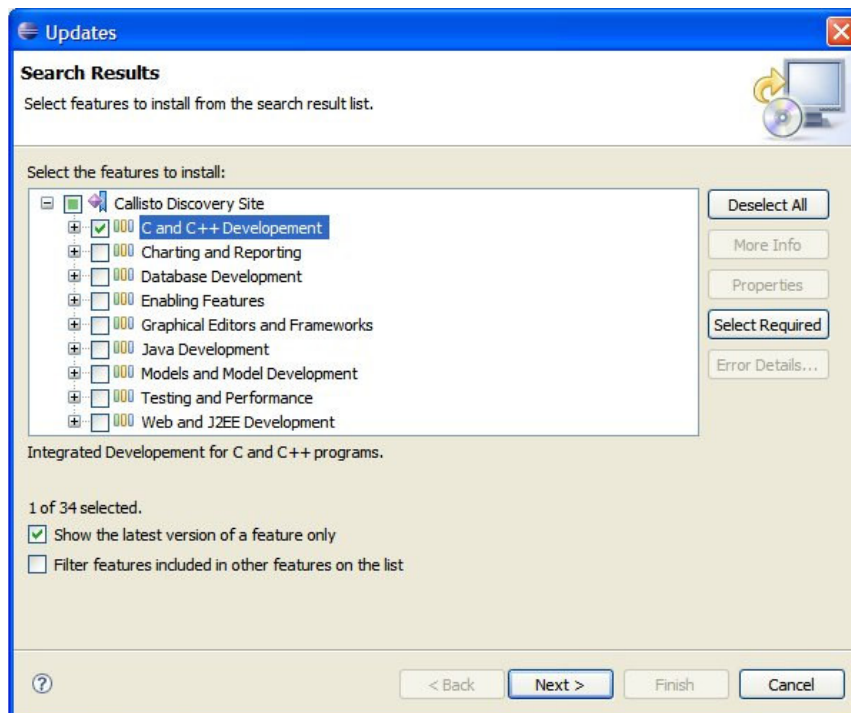 Updates
Search Results
Select features to install from the search result list.
Select the features to install:
Callisto Discovery Site
C and C++ Developement
Charting and Reporting
Database Development
Enabling Features
Graphical Editors and Frameworks
Java Development
Models and Model Development
Testing and Performance
Web and J2EE Development
Deselect All
More Info
Properties
Select Required
Error Details...
Integrated Developement for C and C++ programs.
1 of 34 selected.
Show the latest version of a feature only
Filter features included in other features on the list
? < Back Next > Finish Cancel